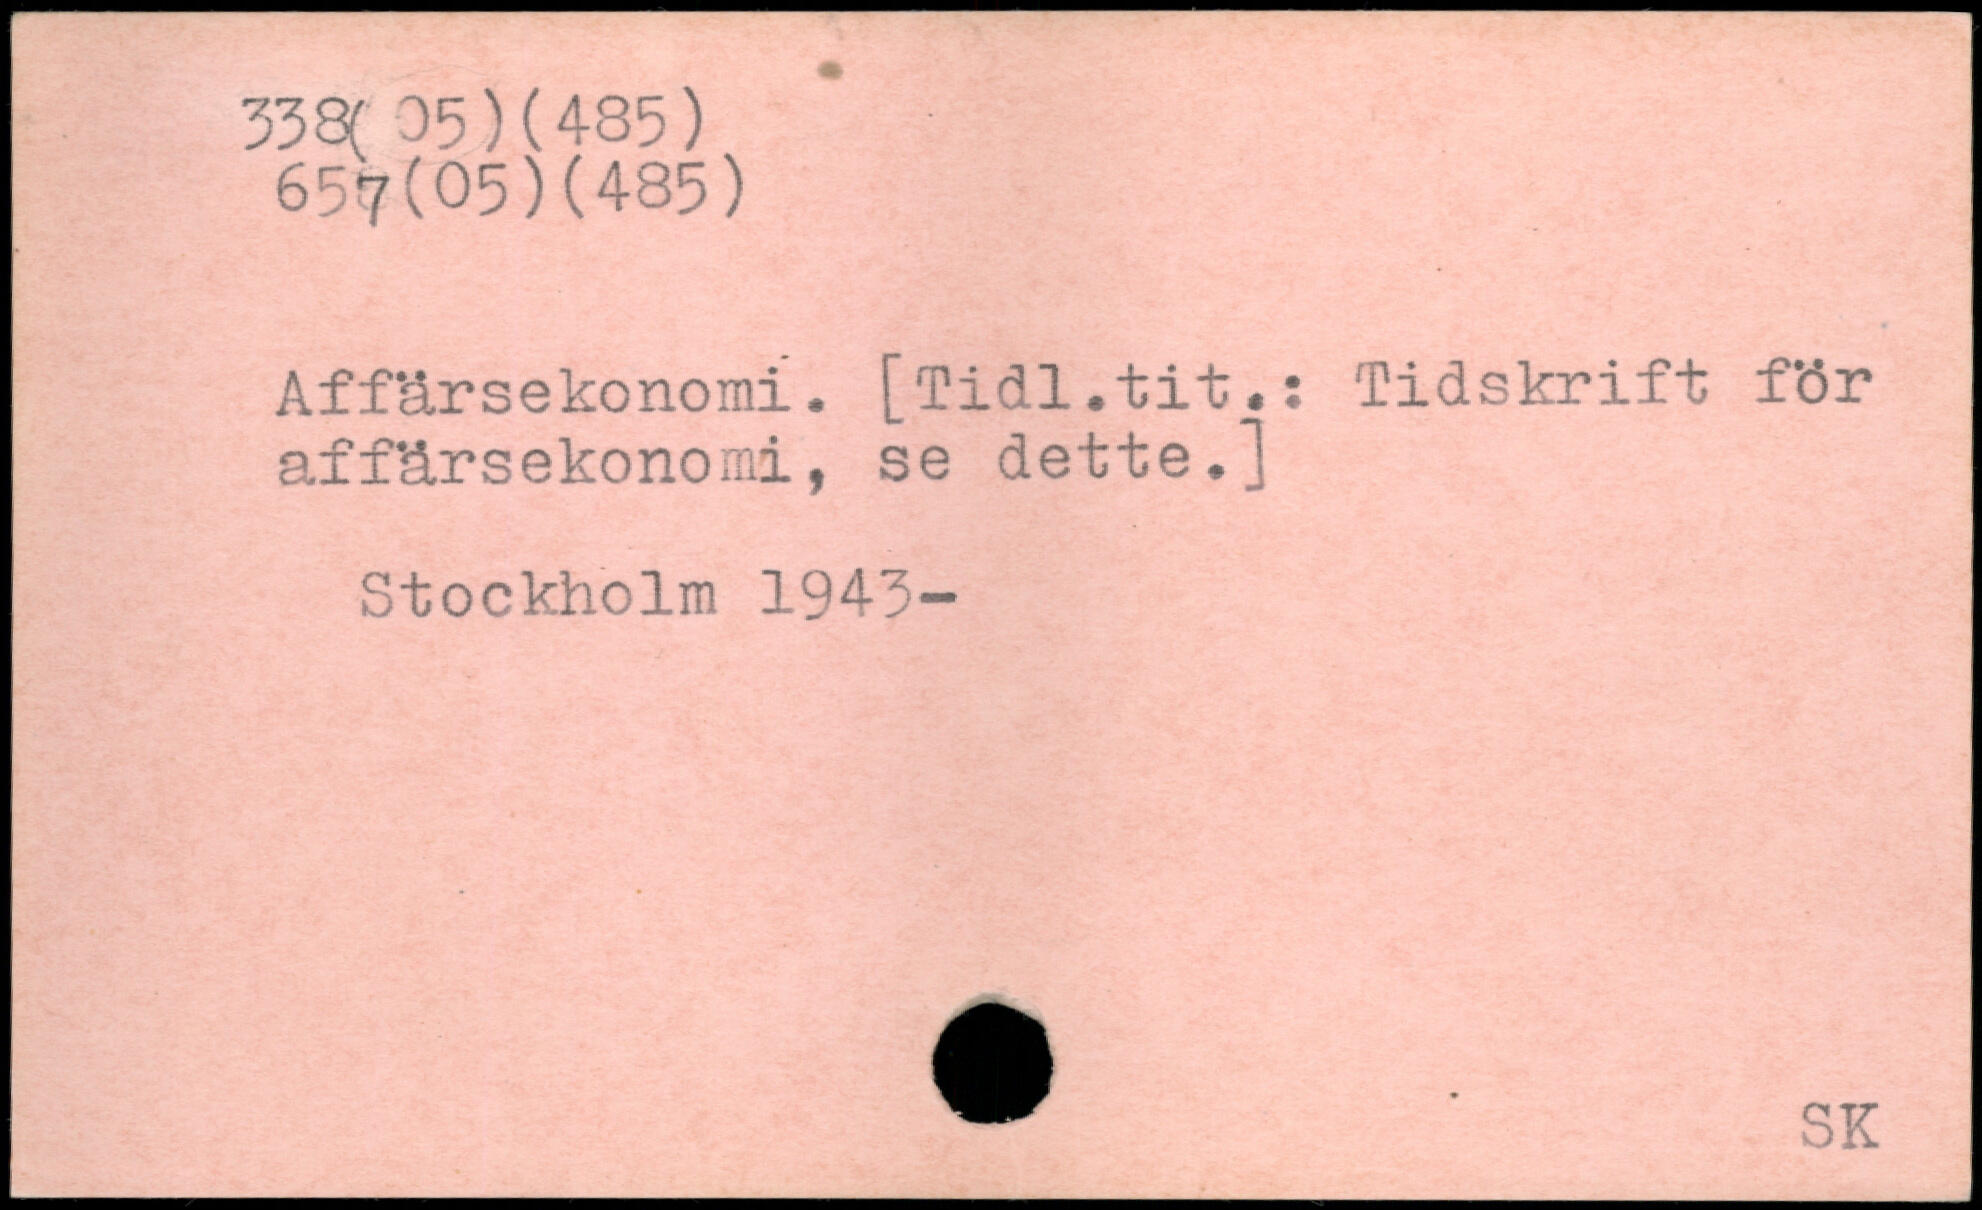 338(05)(485)
657(05)(485)
Affärsekonomi. [Tidl.tit.: Tidskrift för
affärsekonomi, se dette.]
Stockholm 1943-
SK